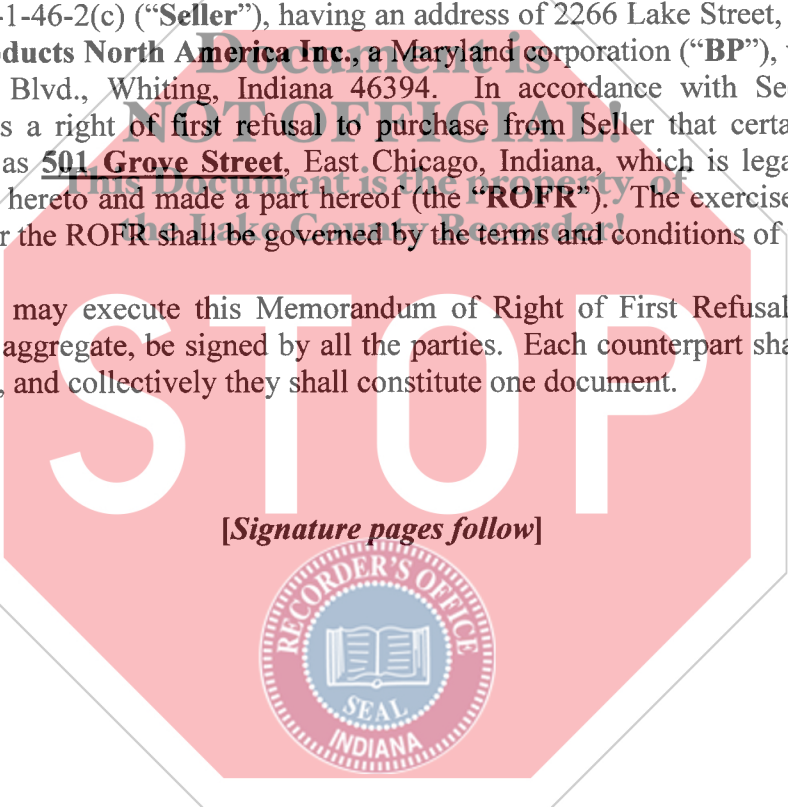 -1-46-2(c) (“Seller”), having an address of 2266 Lake Street,
ducts North America Inc., a Maryland corporation (“BP”),
Document is
Blvd., Whiting, Indiana 46394. In accordance with Se
NOT OFFICIAL!
s a right of first refusal to purchase from Seller that certa
as 501 Grove Street, East Chicago, Indiana, which is lega
This Document is the property of
hereto and made a part hereof (the “ROFR”). The exercise
the Lake County Recorder!
r the ROFR shall be governed by the terms and conditions of
may execute this Memorandum of Right of First Refusal
aggregate, be signed by all the parties. Each counterpart sha
, and collectively they shall constitute one document.
STOP
[Signature pages follow]
RECORDER'S OFFICE
SEAL
INDIANA